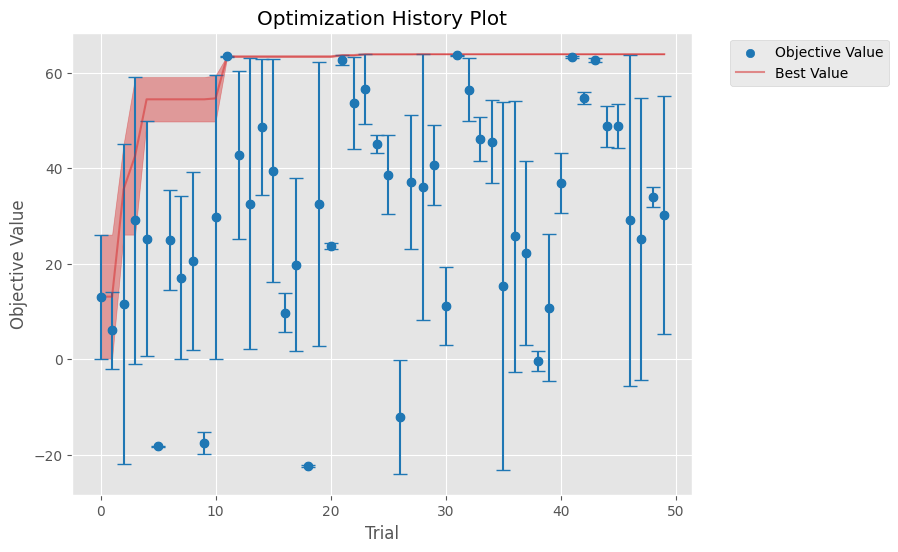 Optimization History Plot
Objective Value
Best Value
Objective Value
60
40
20
0
−20
0 10 20 30 40 50
Trial